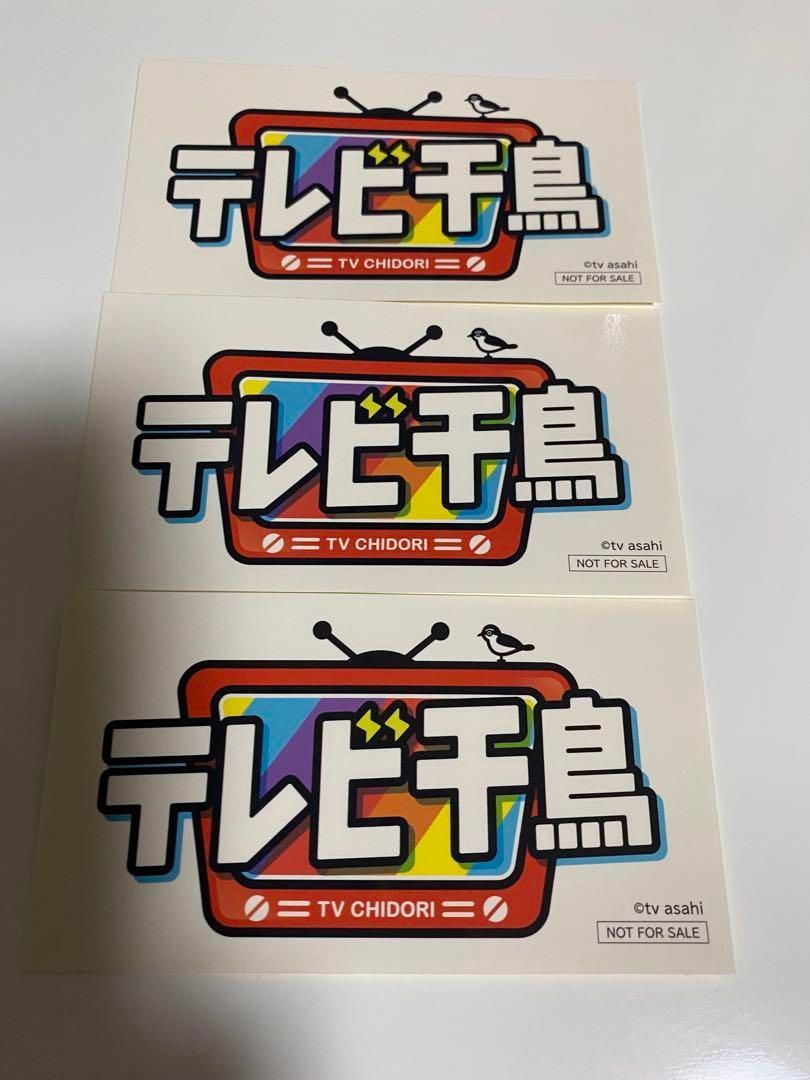 テレビ千鳥
TV CHIDORI
©tv asahi
NOT FOR SALE
テレビ千鳥
TV CHIDORI
©tv asahi
NOT FOR SALE
テレビ千鳥
TV CHIDORI
©tv asahi
NOT FOR SALE